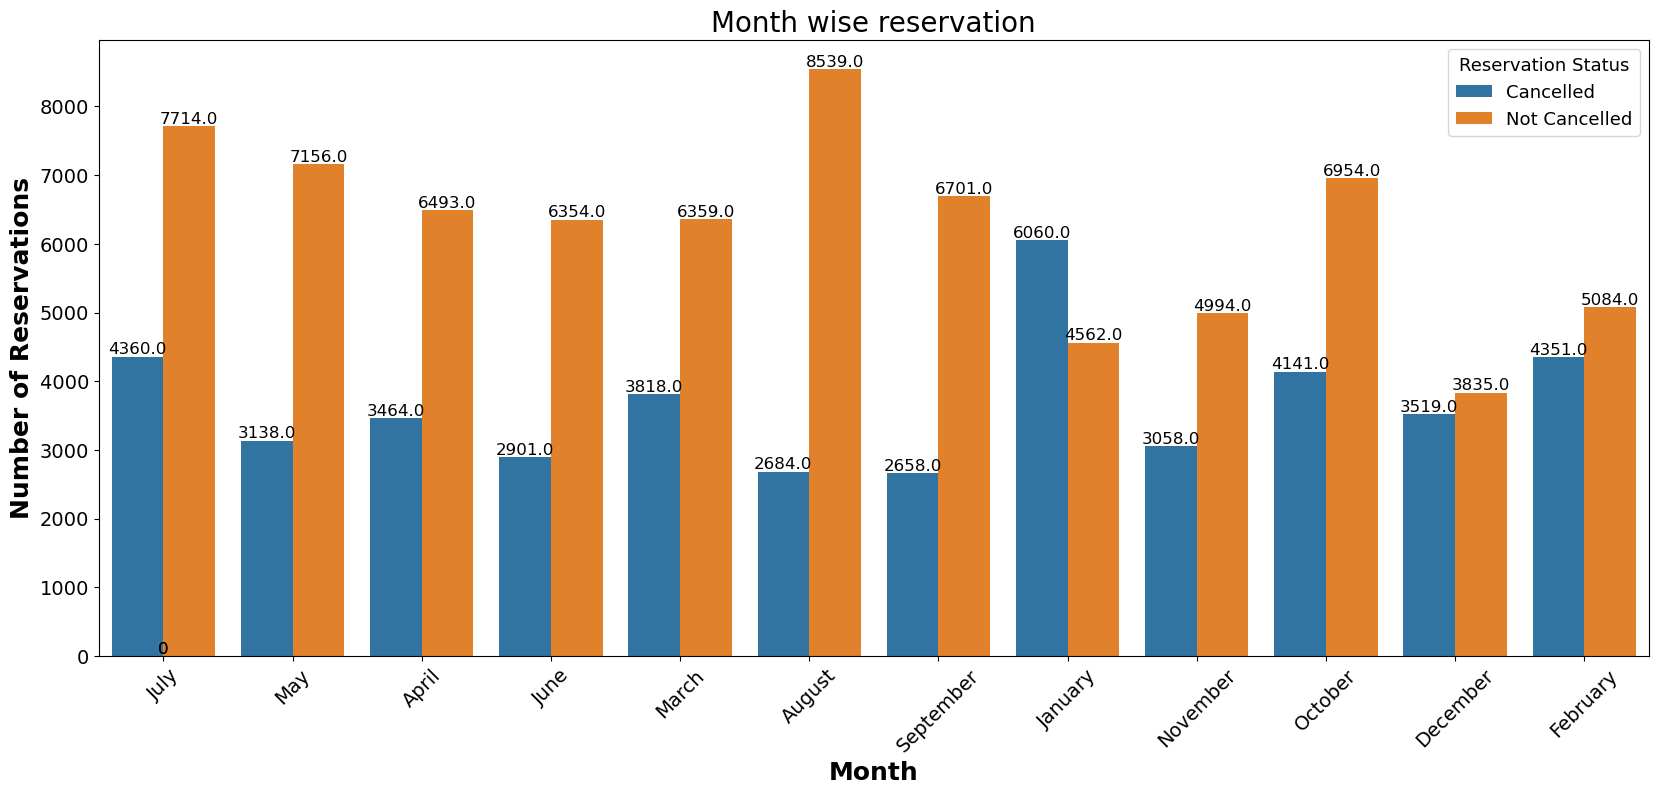 Month wise reservation
Reservation Status
Cancelled
Not Cancelled
Number of Reservations
8000
7000
6000
5000
4000
3000
2000
1000
0
4360.0
7714.0
3138.0
7156.0
3464.0
6493.0
2901.0
6354.0
3818.0
6359.0
2684.0
8539.0
2658.0
6701.0
6060.0
4562.0
3058.0
4994.0
4141.0
6954.0
3519.0
3835.0
4351.0
5084.0
0
July
May
April
June
March
August
September
January
November
October
December
February
Month